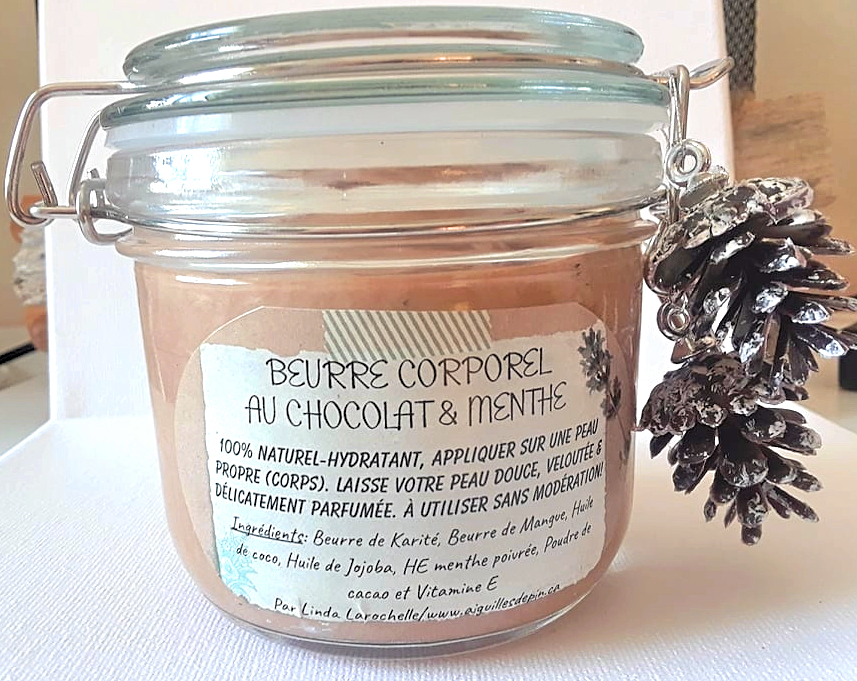 BEURRE CORPOREL
AU CHOCOLAT & MENTHE
100% NATUREL-HYDRATANT, APPLIQUER SUR UNE PEAU
PROPRE (CORPS). LAISSE VOTRE PEAU DOUCE, VELOUTÉE &
DÉLICATEMENT PARFUMÉE. À UTILISER SANS MODÉRATION!
Ingrédients: Beurre de Karité, Beurre de Mangue, Huile
de coco, Huile de Jojoba, HE menthe poivrée, Poudre de
cacao et Vitamine E
Par Linda Larochelle/www.aiguillesdepin.ca